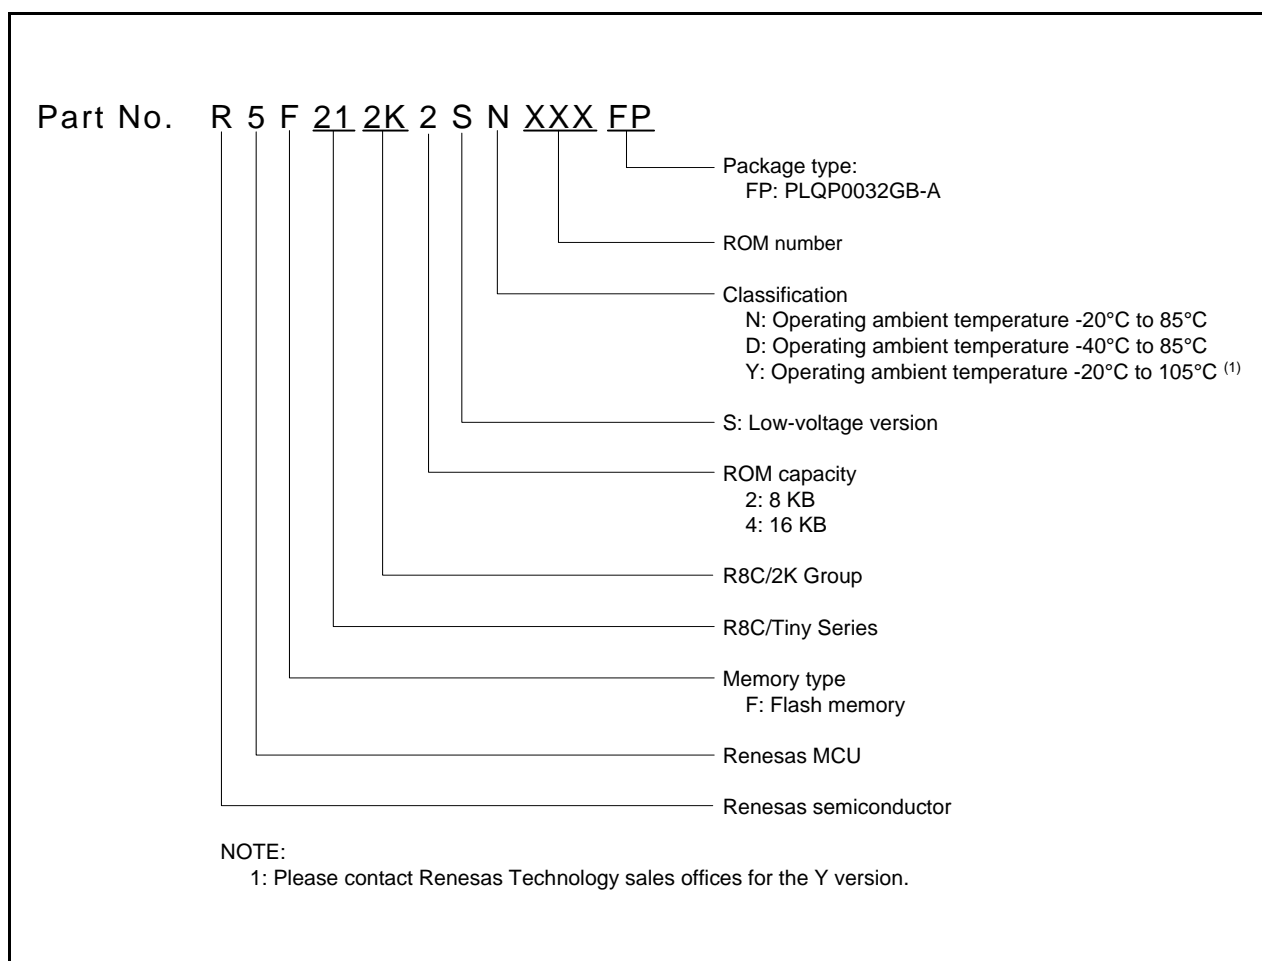 Part No. R 5 F 21 2K 2 S N XXX FP
Package type:
FP: PLQP0032GB-A
ROM number
Classification
N: Operating ambient temperature -20°C to 85°C
D: Operating ambient temperature -40°C to 85°C
Y: Operating ambient temperature -20°C to 105°C (1)
S: Low-voltage version
ROM capacity
2: 8 KB
4: 16 KB
R8C/2K Group
R8C/Tiny Series
Memory type
F: Flash memory
Renesas MCU
Renesas semiconductor
NOTE:
1: Please contact Renesas Technology sales offices for the Y version.